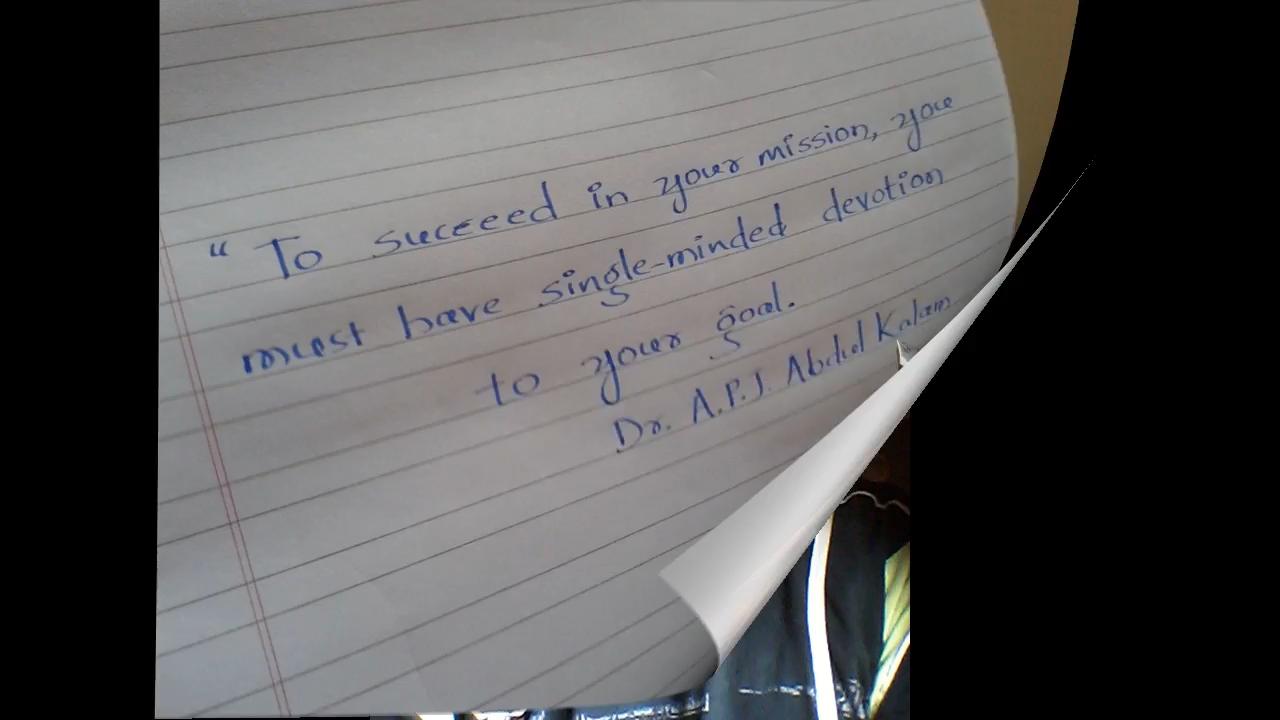 “ To succeed in your mission, you
must have single-minded devotion
to your goal.
Dr. A.P.J. Abdul Kalam